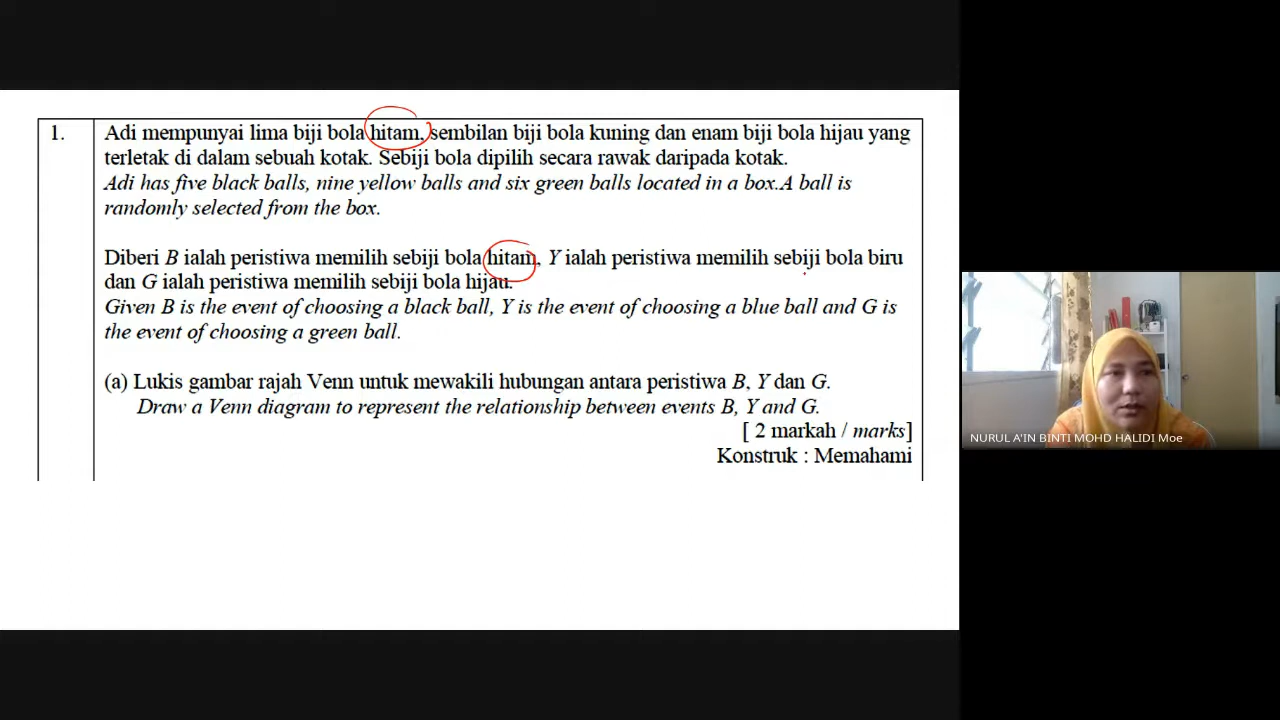 1.
Adi mempunyai lima biji bola hitam, sembilan biji bola kuning dan enam biji bola hijau yang
terletak di dalam sebuah kotak. Sebiji bola dipilih secara rawak daripada kotak.
Adi has five black balls, nine yellow balls and six green balls located in a box.A ball is
randomly selected from the box.
Diberi B ialah peristiwa memilih sebiji bola hitam, Y ialah peristiwa memilih sebiji bola biru
dan G ialah peristiwa memilih sebiji bola hijau.
Given B is the event of choosing a black ball, Y is the event of choosing a blue ball and G is
the event of choosing a green ball.
(a) Lukis gambar rajah Venn untuk mewakili hubungan antara peristiwa B, Y dan G.
Draw a Venn diagram to represent the relationship between events B, Y and G.
[ 2 markah / marks]
Konstruk : Memahami
NURUL A'IN BINTI MOHD HALIDI Moe